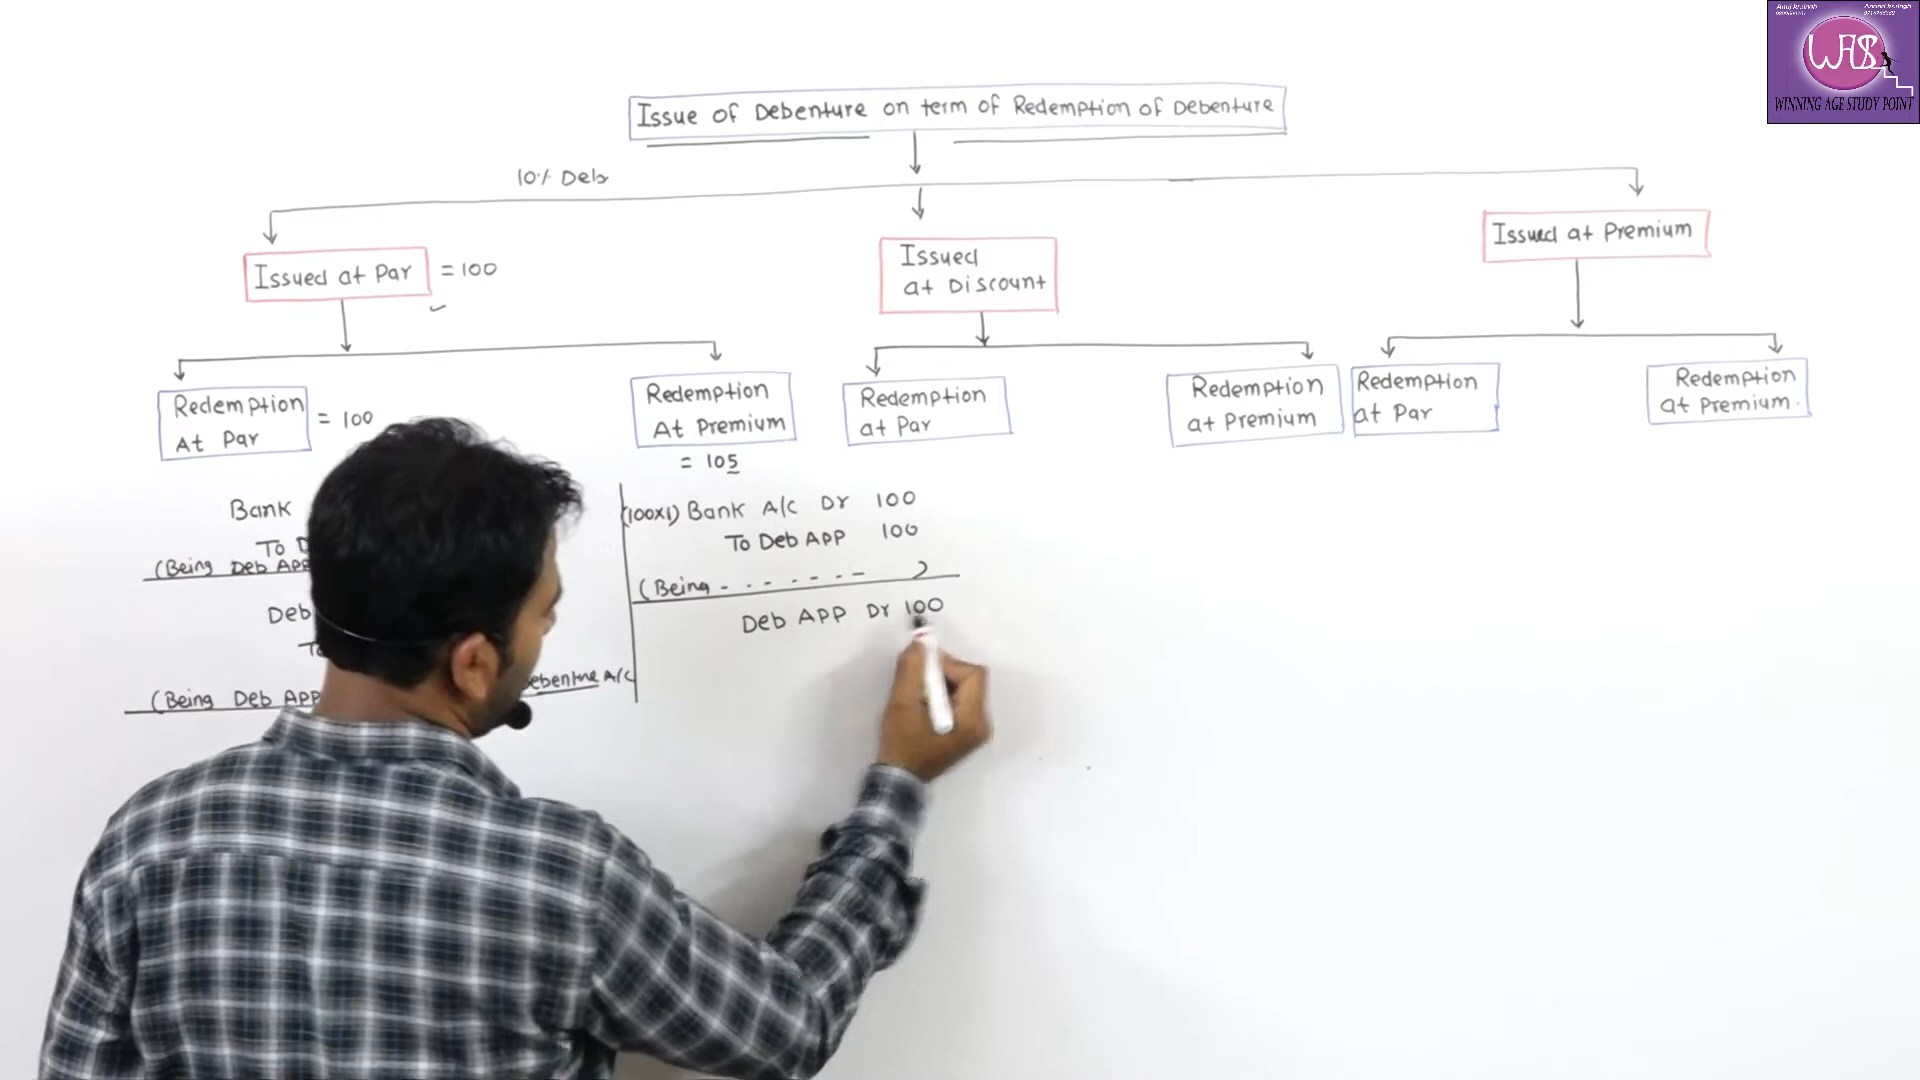 WAS
WINNING AGE STUDY POINT
Issue of Debenture on term of Redemption of Debenture
10% Deb
Issued at Par = 100
Issued
at Discount
Issued at Premium
Redemption
At Par = 100
Redemption
At Premium
= 105
Redemption
at Par
Redemption
at Premium
Redemption
at Par
Redemption
at Premium.
Bank
To D
(Being Deb App
Deb
To
(Being Deb App
ebenture A/C
(100x1) Bank A/C Dr 100
To Deb App 100
(Being - - - - - - - )
Deb App Dr 100